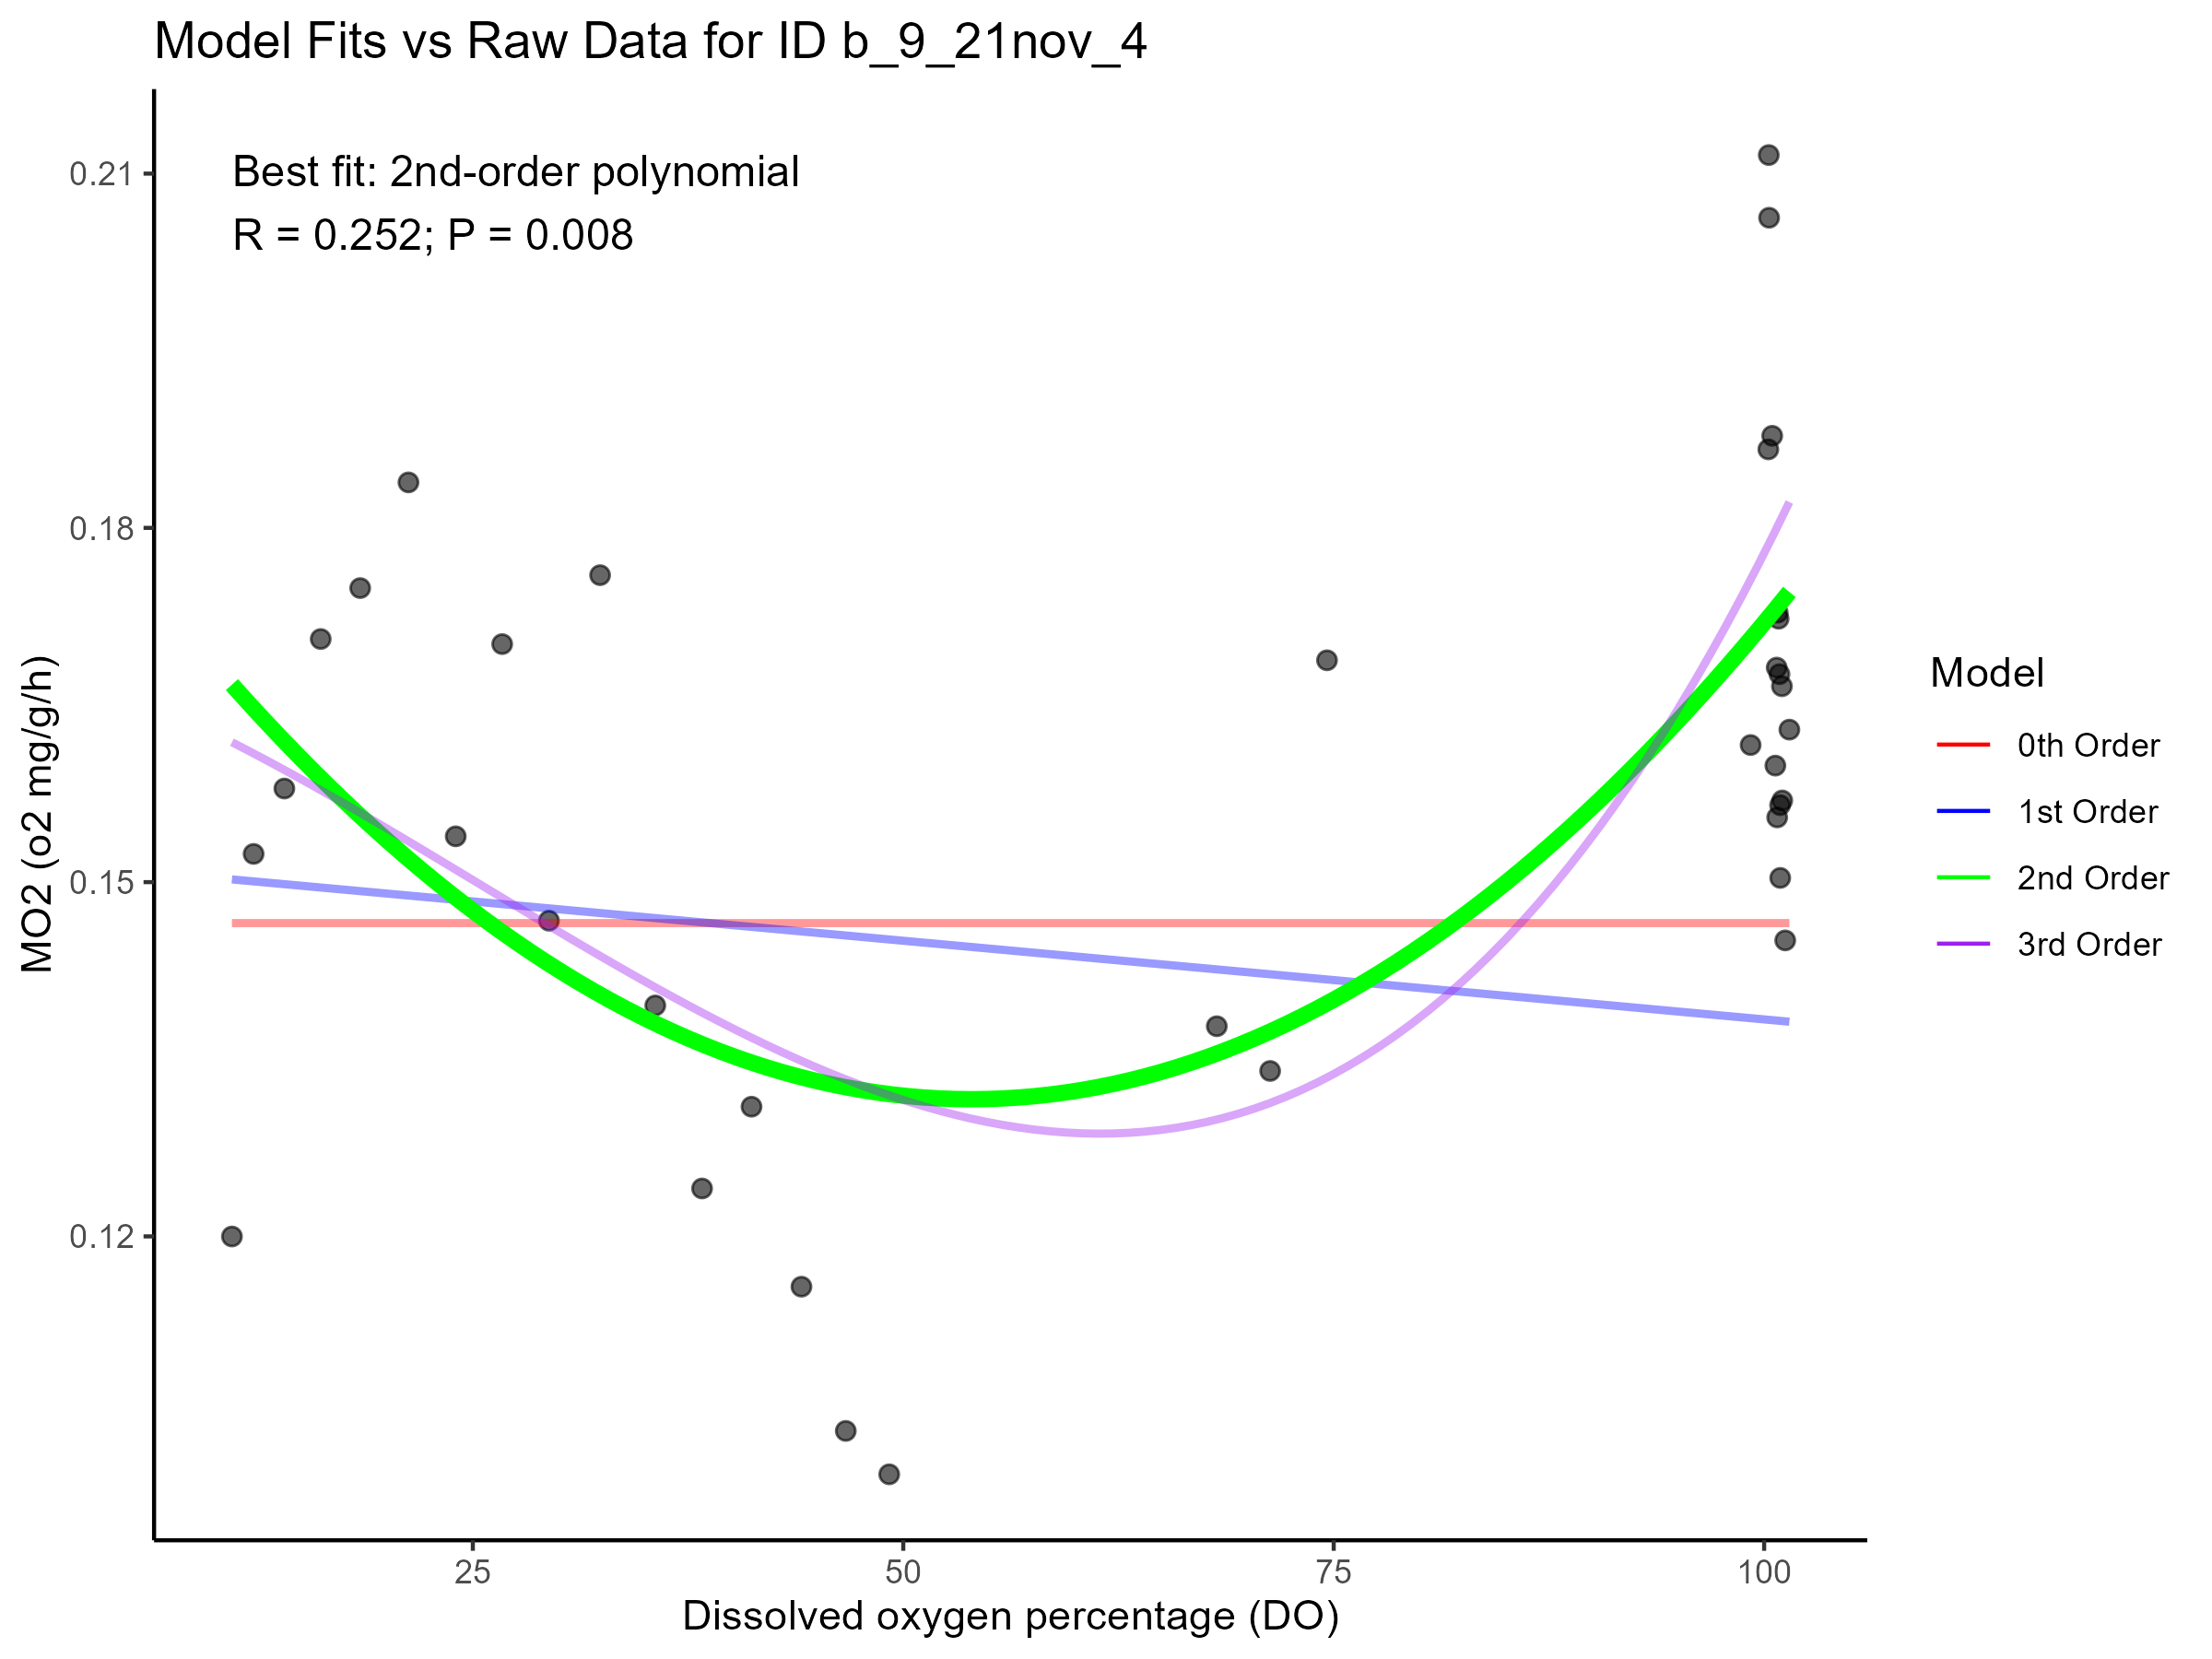 Model Fits vs Raw Data for ID b_9_21nov_4
Best fit: 2nd-order polynomial
R = 0.252; P = 0.008
0.21
0.18
0.15
0.12
MO2 (o2 mg/g/h)
25 50 75 100
Dissolved oxygen percentage (DO)
Model
0th Order
1st Order
2nd Order
3rd Order